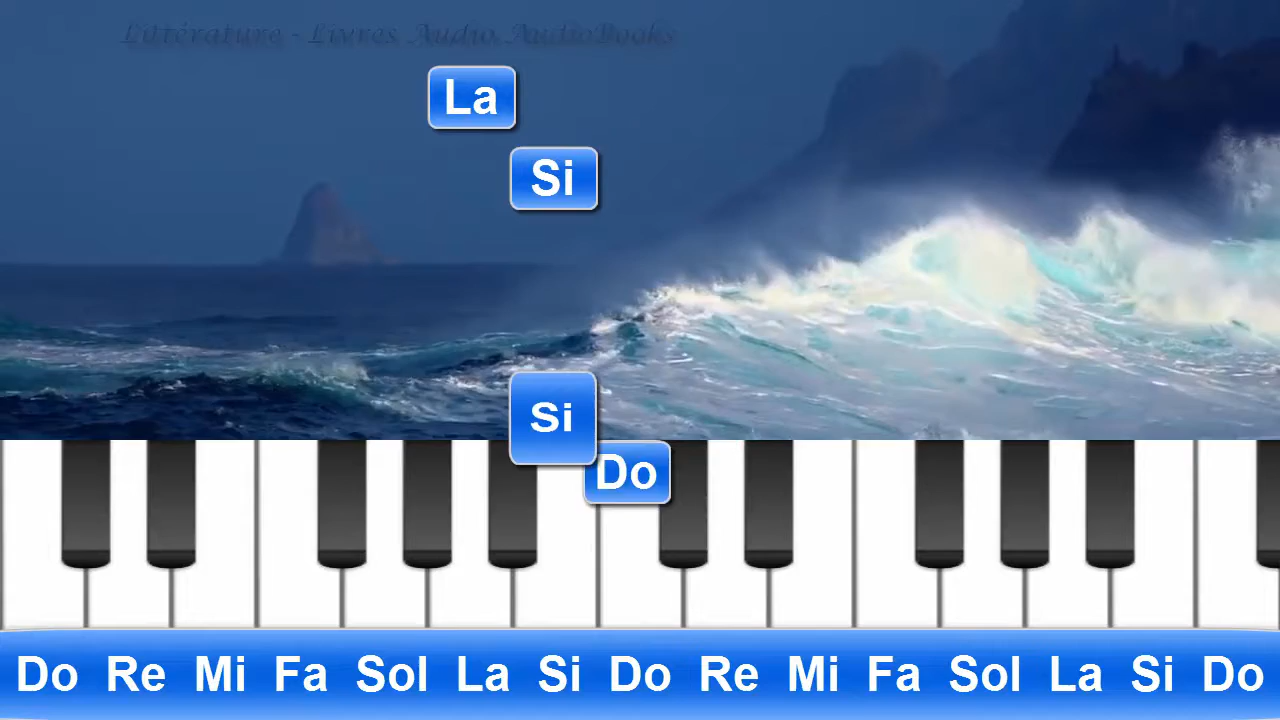 Littérature - Livres Audio. AudioBooks
La
Si
Si
Do
Do Re Mi Fa Sol La Si Do Re Mi Fa Sol La Si Do